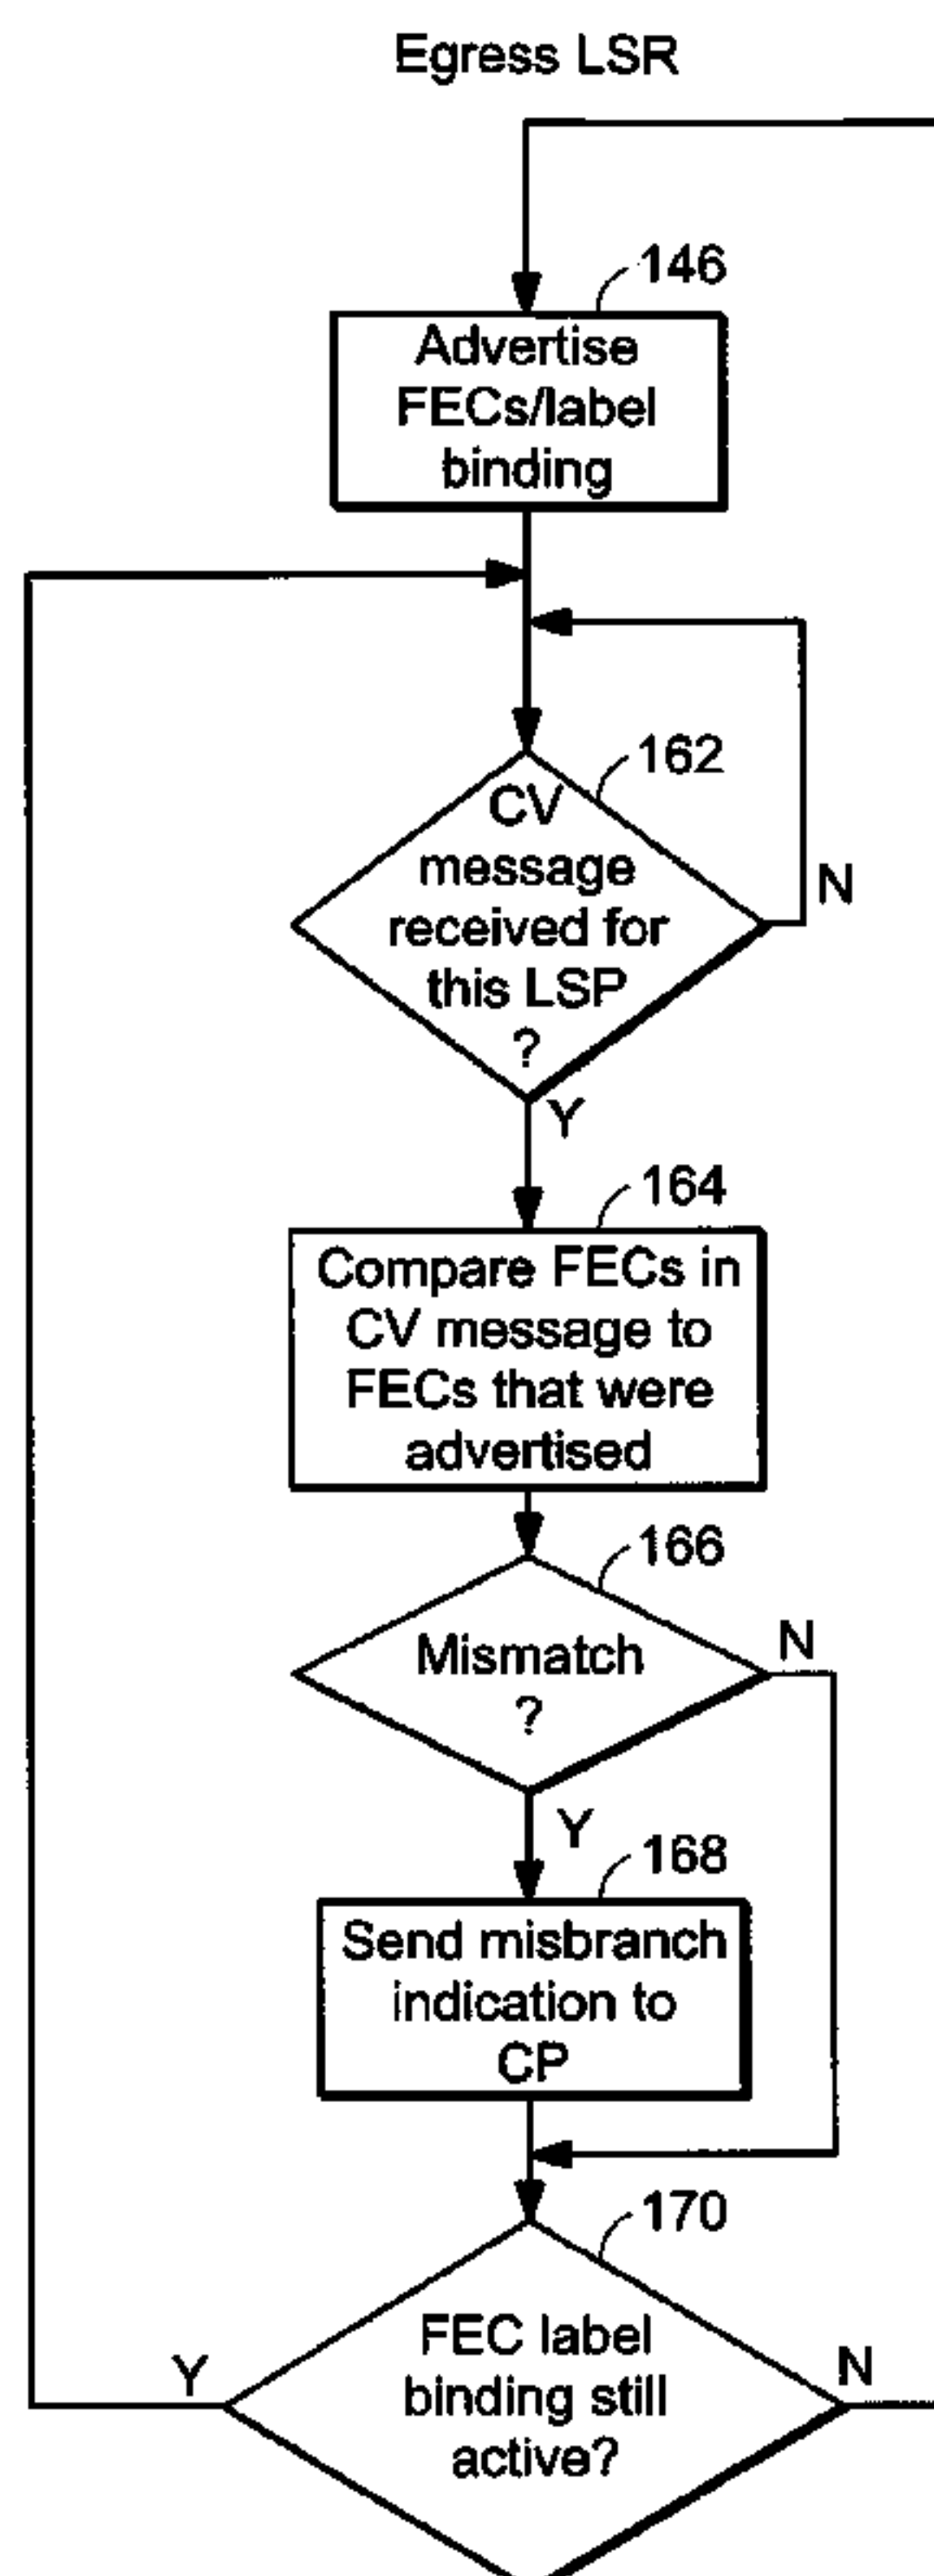 Egress LSR
146
Advertise
FECs/label
binding
162
CV
message
received for
this LSP
?
N
Y
164
Compare FECs in
CV message to
FECs that were
advertised
166
Mismatch
?
N
Y
168
Send misbranch
indication to
CP
170
FEC label
binding still
active?
Y
N